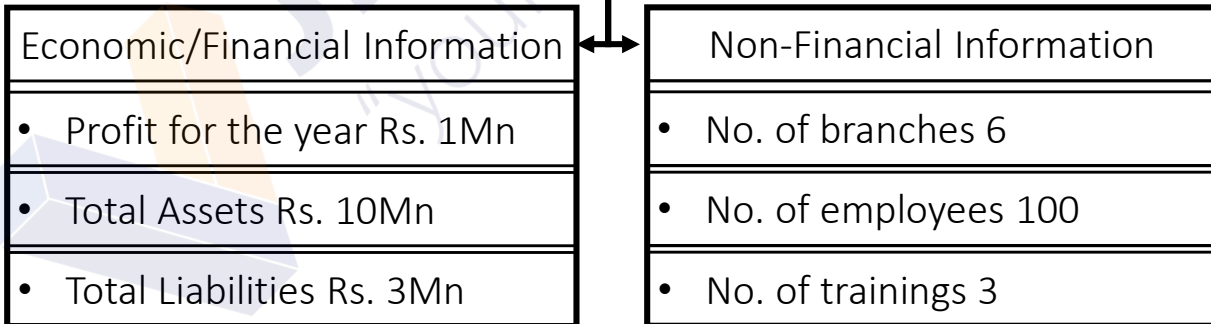 Economic/Financial Information
• Profit for the year Rs. 1Mn
• Total Assets Rs. 10Mn
• Total Liabilities Rs. 3Mn
Non-Financial Information
• No. of branches 6
• No. of employees 100
• No. of trainings 3
"you